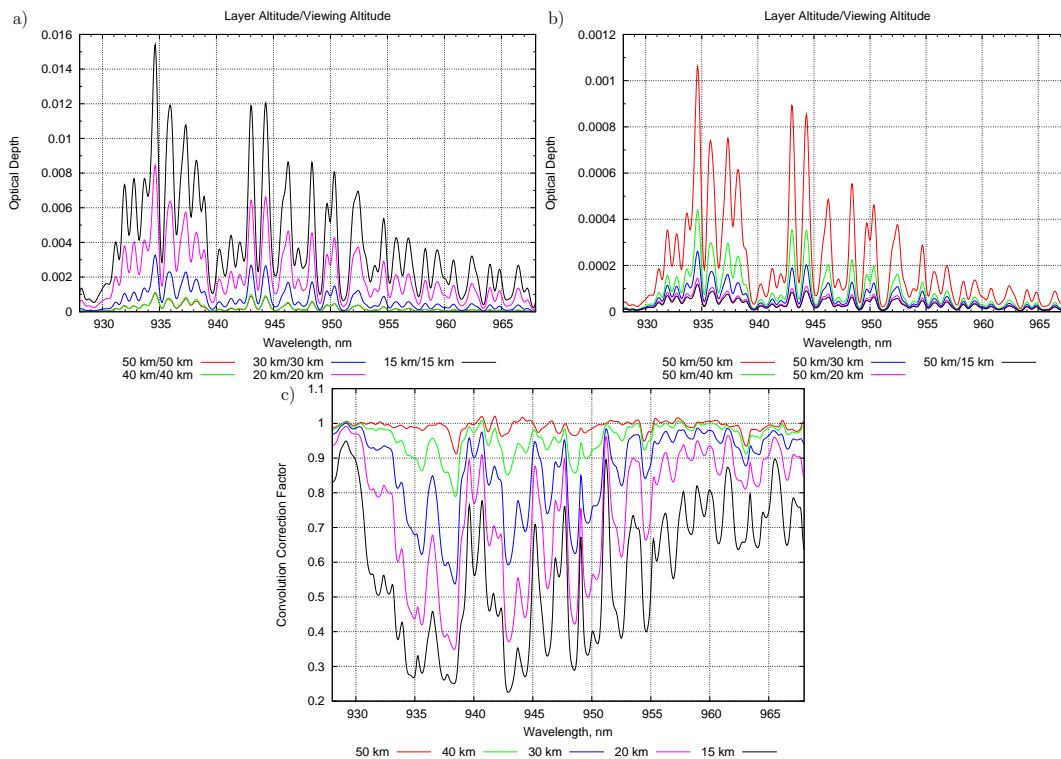 a)
Layer Altitude/Viewing Altitude
0.016
0.014
0.012
0.01
0.008
0.006
0.004
0.002
0
Optical Depth
930 935 940 945 950 955 960 965
Wavelength, nm
50 km/50 km 30 km/30 km 15 km/15 km
40 km/40 km 20 km/20 km
b)
Layer Altitude/Viewing Altitude
0.0012
0.001
0.0008
0.0006
0.0004
0.0002
0
Optical Depth
930 935 940 945 950 955 960 965
Wavelength, nm
50 km/50 km 50 km/30 km 50 km/15 km
50 km/40 km 50 km/20 km
c)
1.1
1
0.9
0.8
0.7
0.6
0.5
0.4
0.3
0.2
Convolution Correction Factor
930 935 940 945 950 955 960 965
Wavelength, nm
50 km 40 km 30 km 20 km 15 km